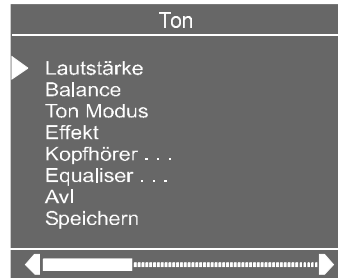 Ton
Lautstärke
Balance
Ton Modus
Effekt
Kopfhörer . . .
Equaliser . . .
Avl
Speichern